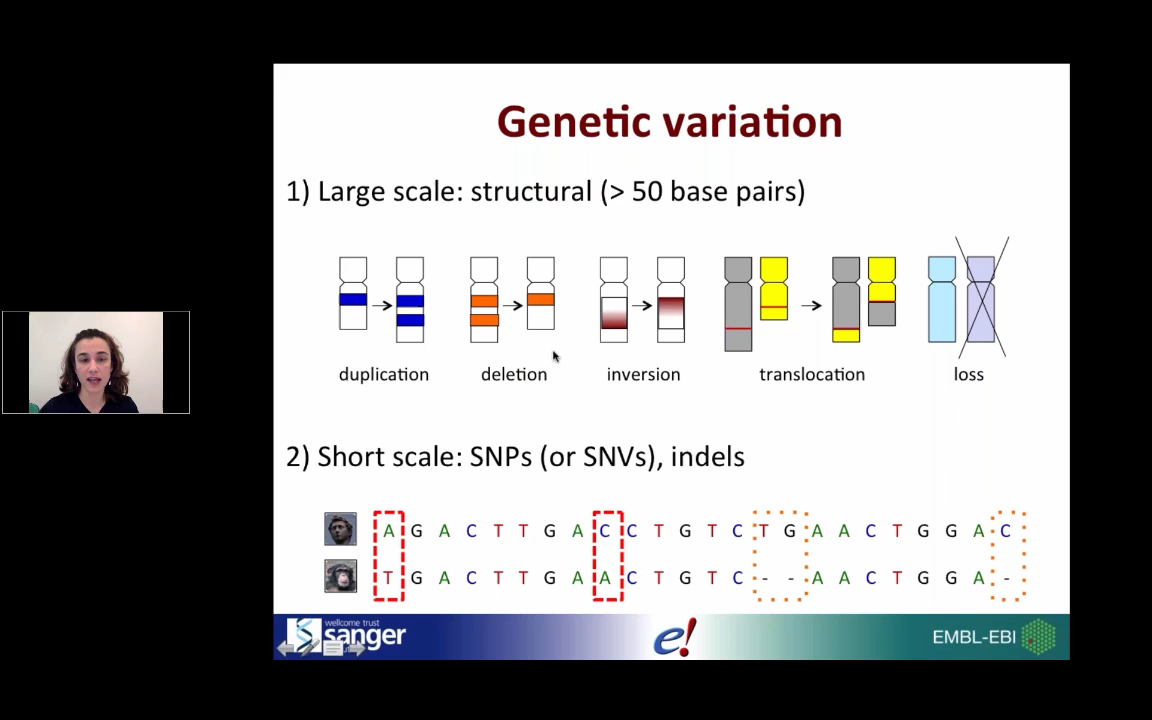 Genetic variation
1) Large scale: structural (> 50 base pairs)
duplication deletion inversion translocation loss
2) Short scale: SNPs (or SNVs), indels
A G A C T T G A C C T G T C T G A A C T G G A C
T G A C T T G A A C T G T C - - A A C T G G A -
wellcome trust
sanger
e!
EMBL-EBI